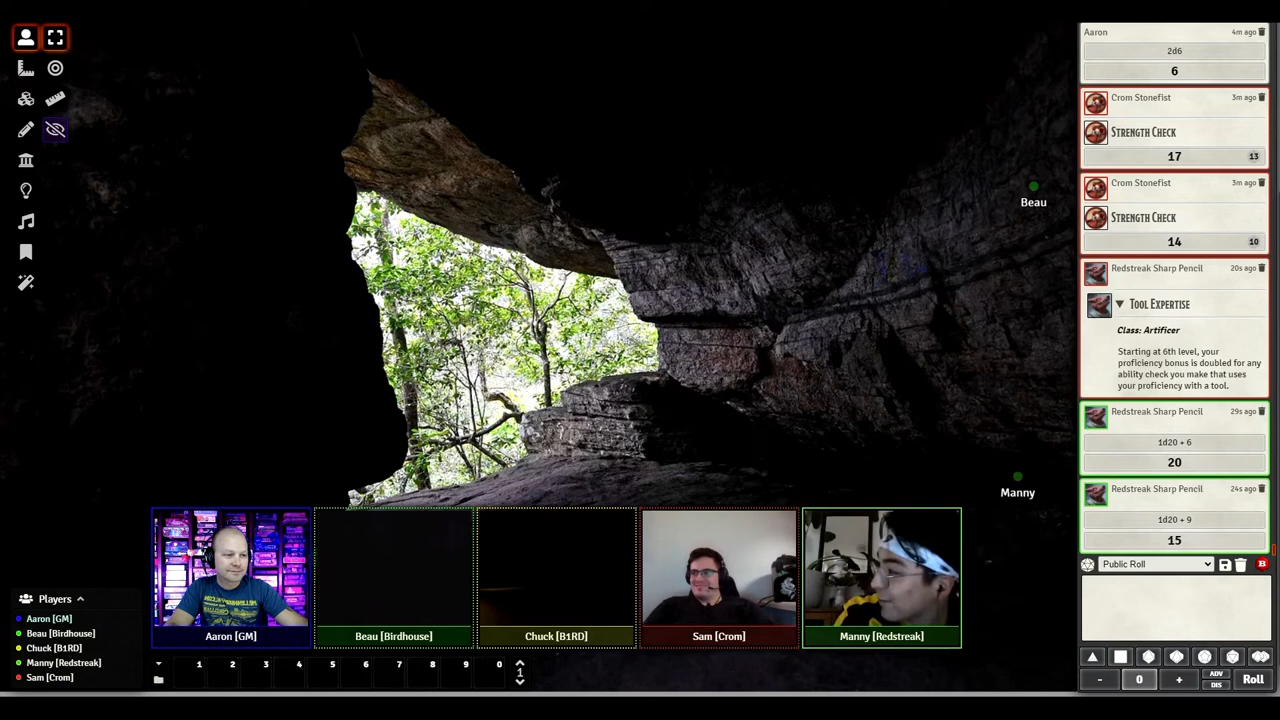 Aaron
4m ago
2d6
6
Crom Stonefist
3m ago
Strength Check
17
13
Crom Stonefist
3m ago
Strength Check
14
10
Redstreak Sharp Pencil
20s ago
Tool Expertise
Class: Artificer
Starting at 6th level, your
proficiency bonus is doubled for any
ability check you make that uses
your proficiency with a tool.
Redstreak Sharp Pencil
29s ago
1d20 + 6
20
Redstreak Sharp Pencil
24s ago
1d20 + 9
15
Public Roll
- 0 + ADV DIS Roll
Beau
Manny
Aaron [GM]
Beau [Birdhouse]
Chuck [B1RD]
Sam [Crom]
Manny [Redstreak]
Players
Aaron [GM]
Beau [Birdhouse]
Chuck [B1RD]
Manny [Redstreak]
Sam [Crom]
1 2 3 4 5 6 7 8 9 0
1